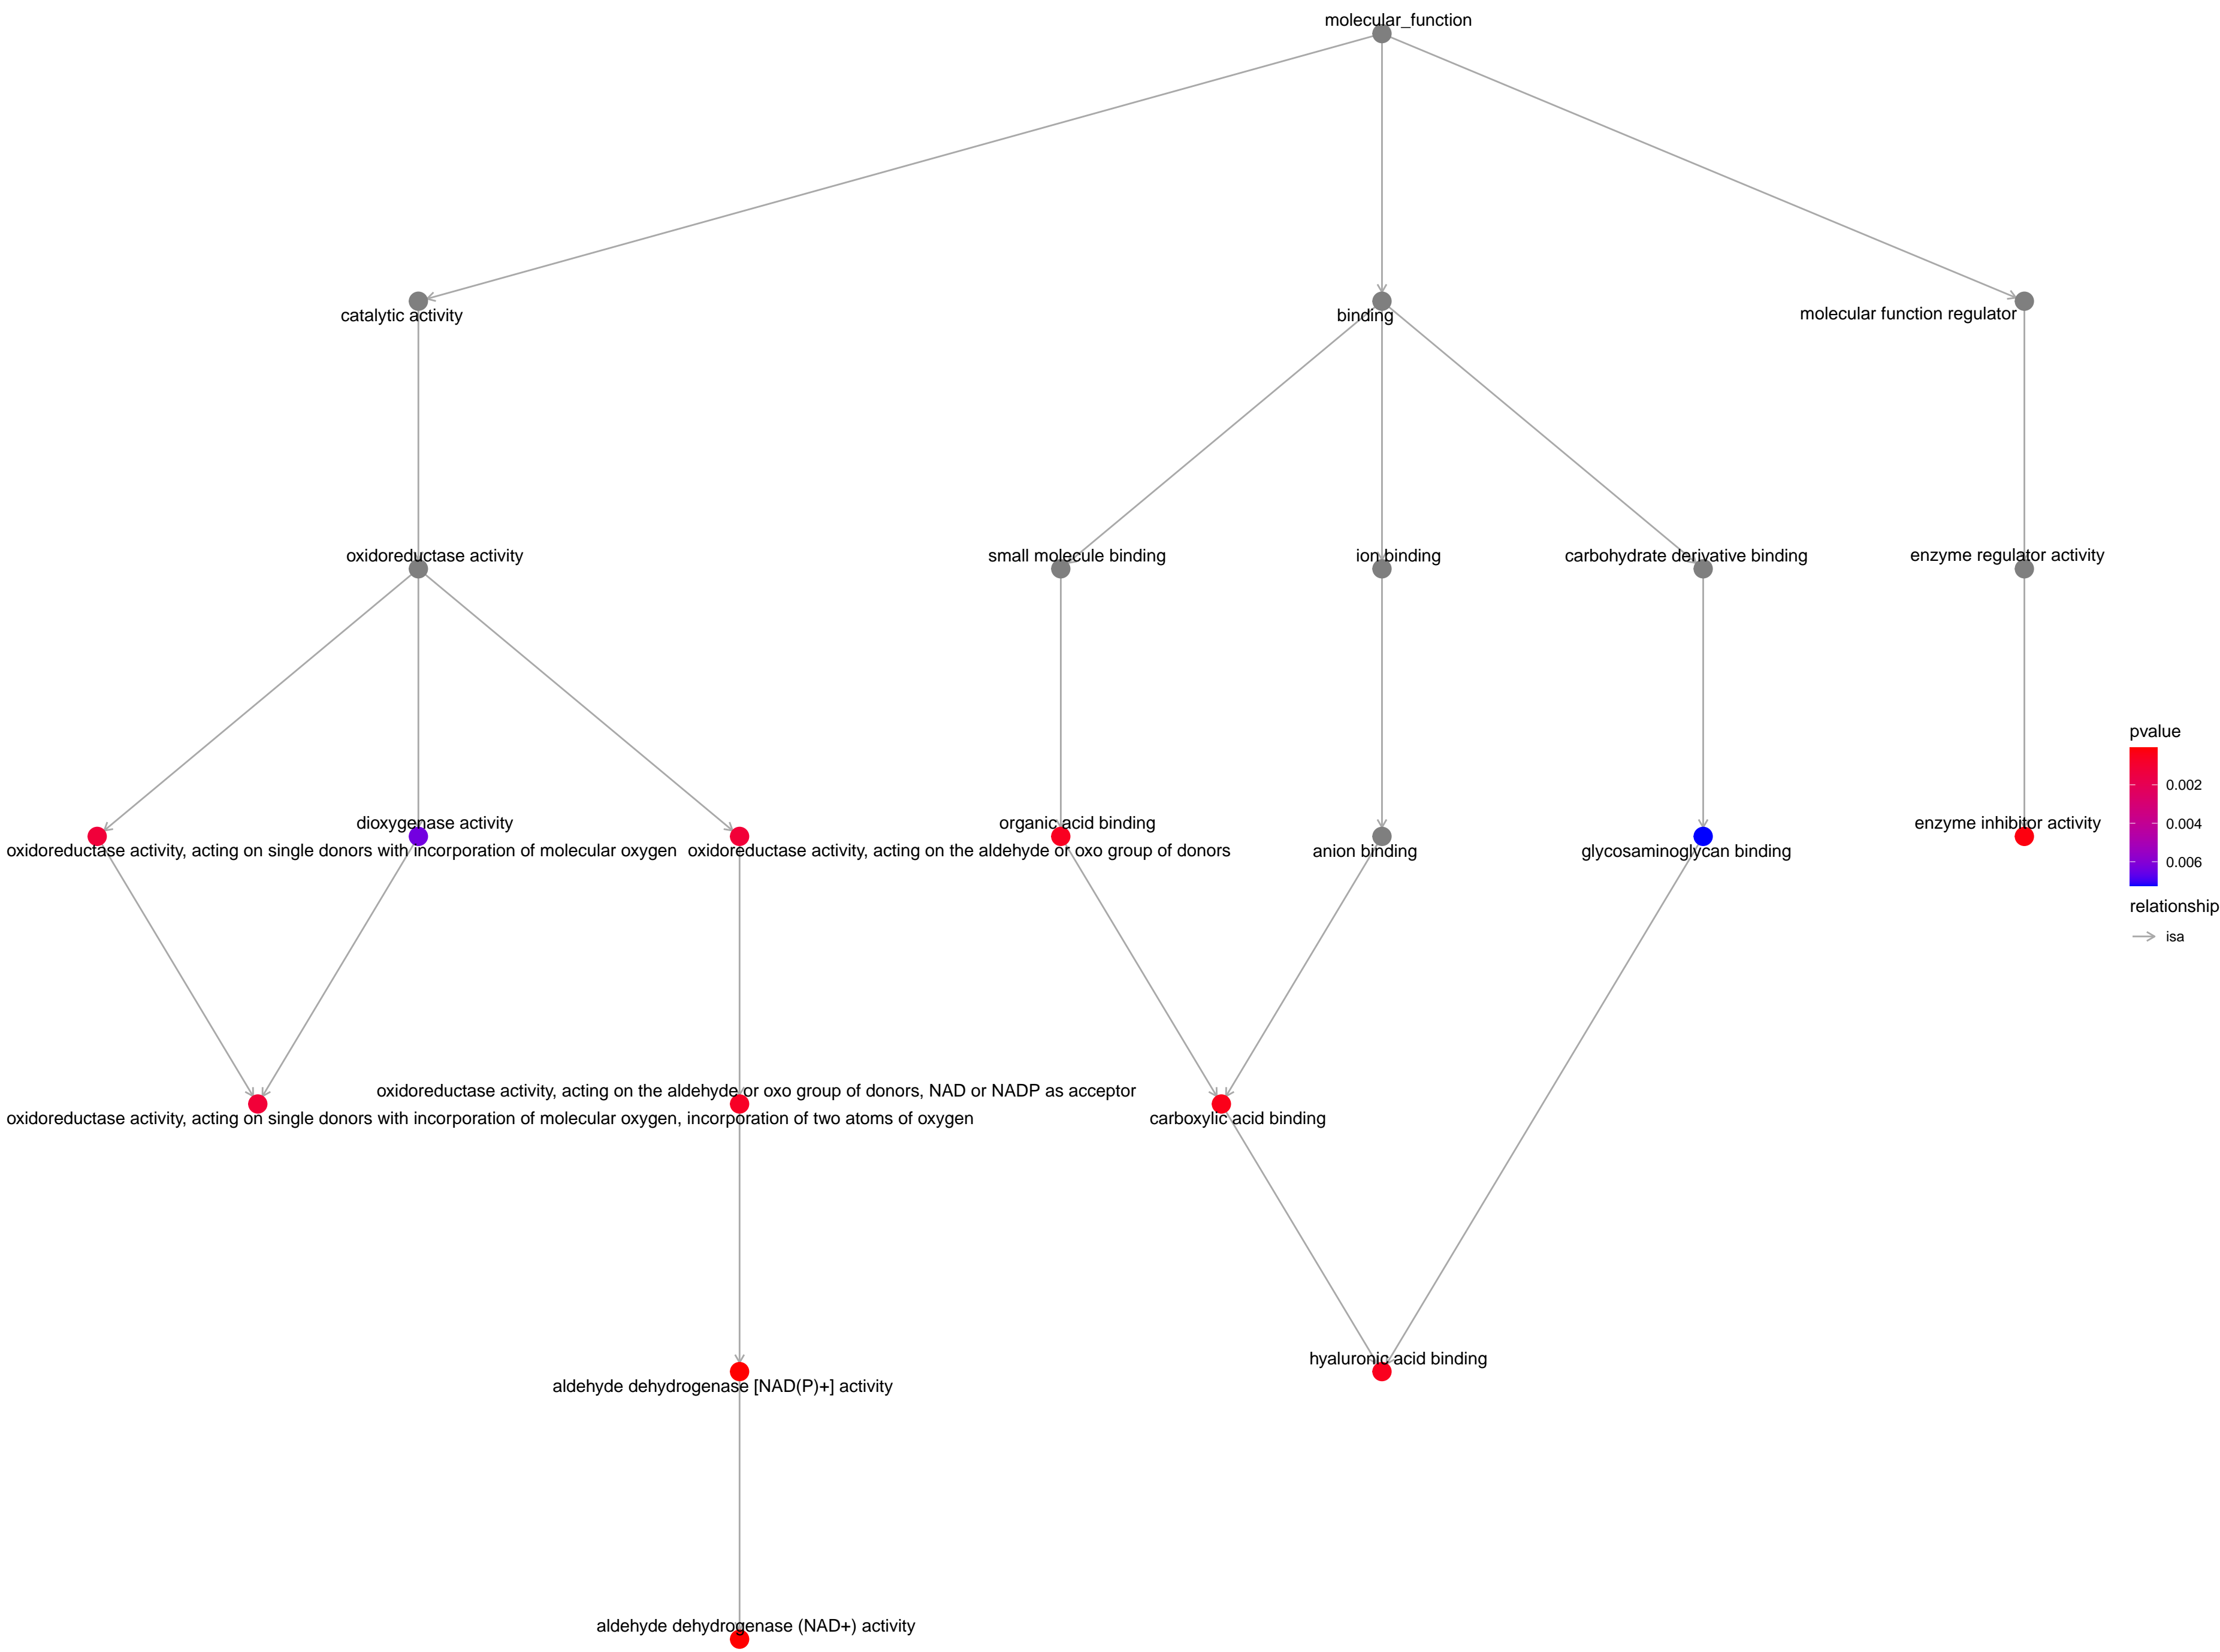 molecular_function
catalytic activity
binding
molecular function regulator
oxidoreductase activity
small molecule binding
ion binding
carbohydrate derivative binding
enzyme regulator activity
dioxygenase activity
organic acid binding
enzyme inhibitor activity
oxidoreductase activity, acting on single donors with incorporation of molecular oxygen
oxidoreductase activity, acting on the aldehyde or oxo group of donors
anion binding
glycosaminoglycan binding
oxidoreductase activity, acting on the aldehyde or oxo group of donors, NAD or NADP as acceptor
oxidoreductase activity, acting on single donors with incorporation of molecular oxygen, incorporation of two atoms of oxygen
carboxylic acid binding
hyaluronic acid binding
aldehyde dehydrogenase [NAD(P)+] activity
aldehyde dehydrogenase (NAD+) activity
pvalue
0.002
0.004
0.006
relationship
isa